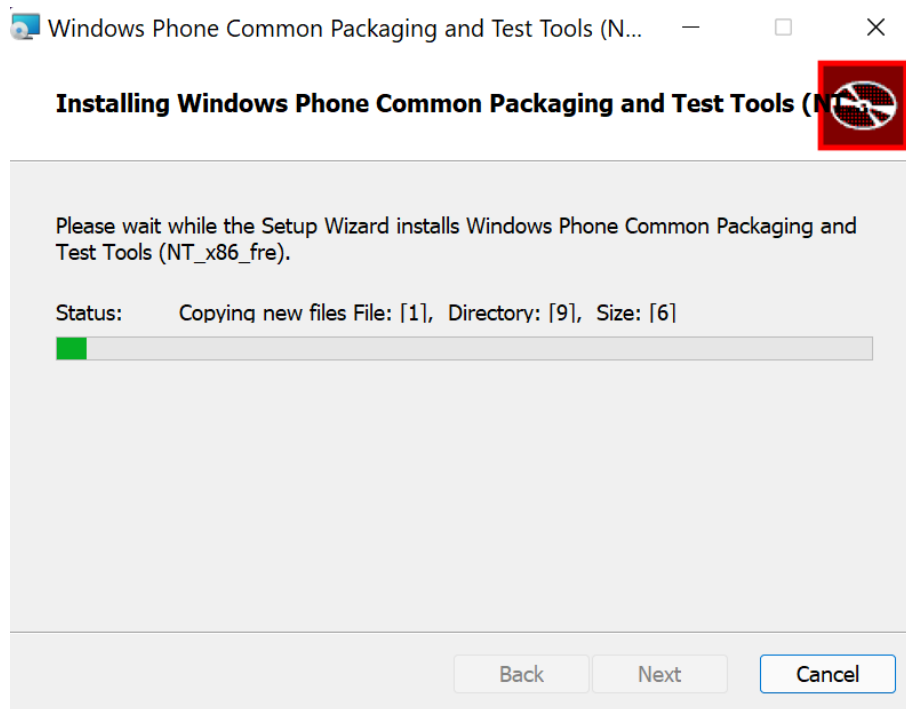 Windows Phone Common Packaging and Test Tools (N...
Installing Windows Phone Common Packaging and Test Tools (NT...
Please wait while the Setup Wizard installs Windows Phone Common Packaging and
Test Tools (NT_x86_fre).
Status: Copying new files File: [1], Directory: [9], Size: [6]
Back Next Cancel